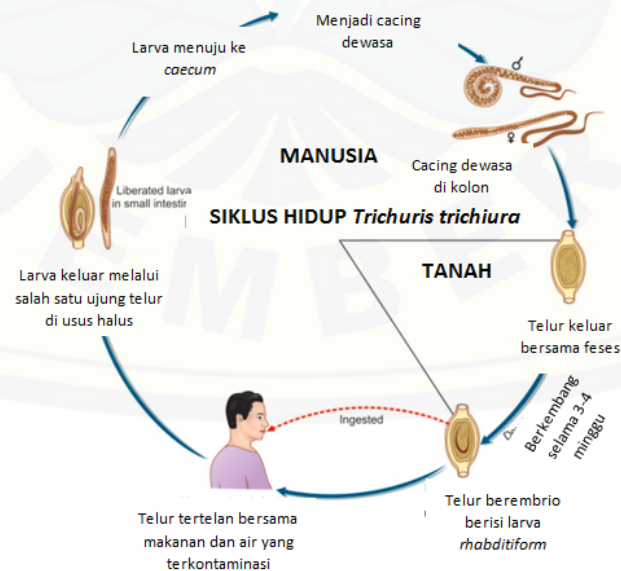 Menjadi cacing
dewasa
Larva menuju ke
caecum
MANUSIA
Cacing dewasa
di kolon
Liberated larva
in small intestin
SIKLUS HIDUP Trichuris trichiura
TANAH
Larva keluar melalui
salah satu ujung telur
di usus halus
Telur keluar
bersama feses
Berkembang
selama 3-4
minggu
Ingested
Telur berembrio
berisi larva
rhabditiform
Telur tertelan bersama
makanan dan air yang
terkontaminasi